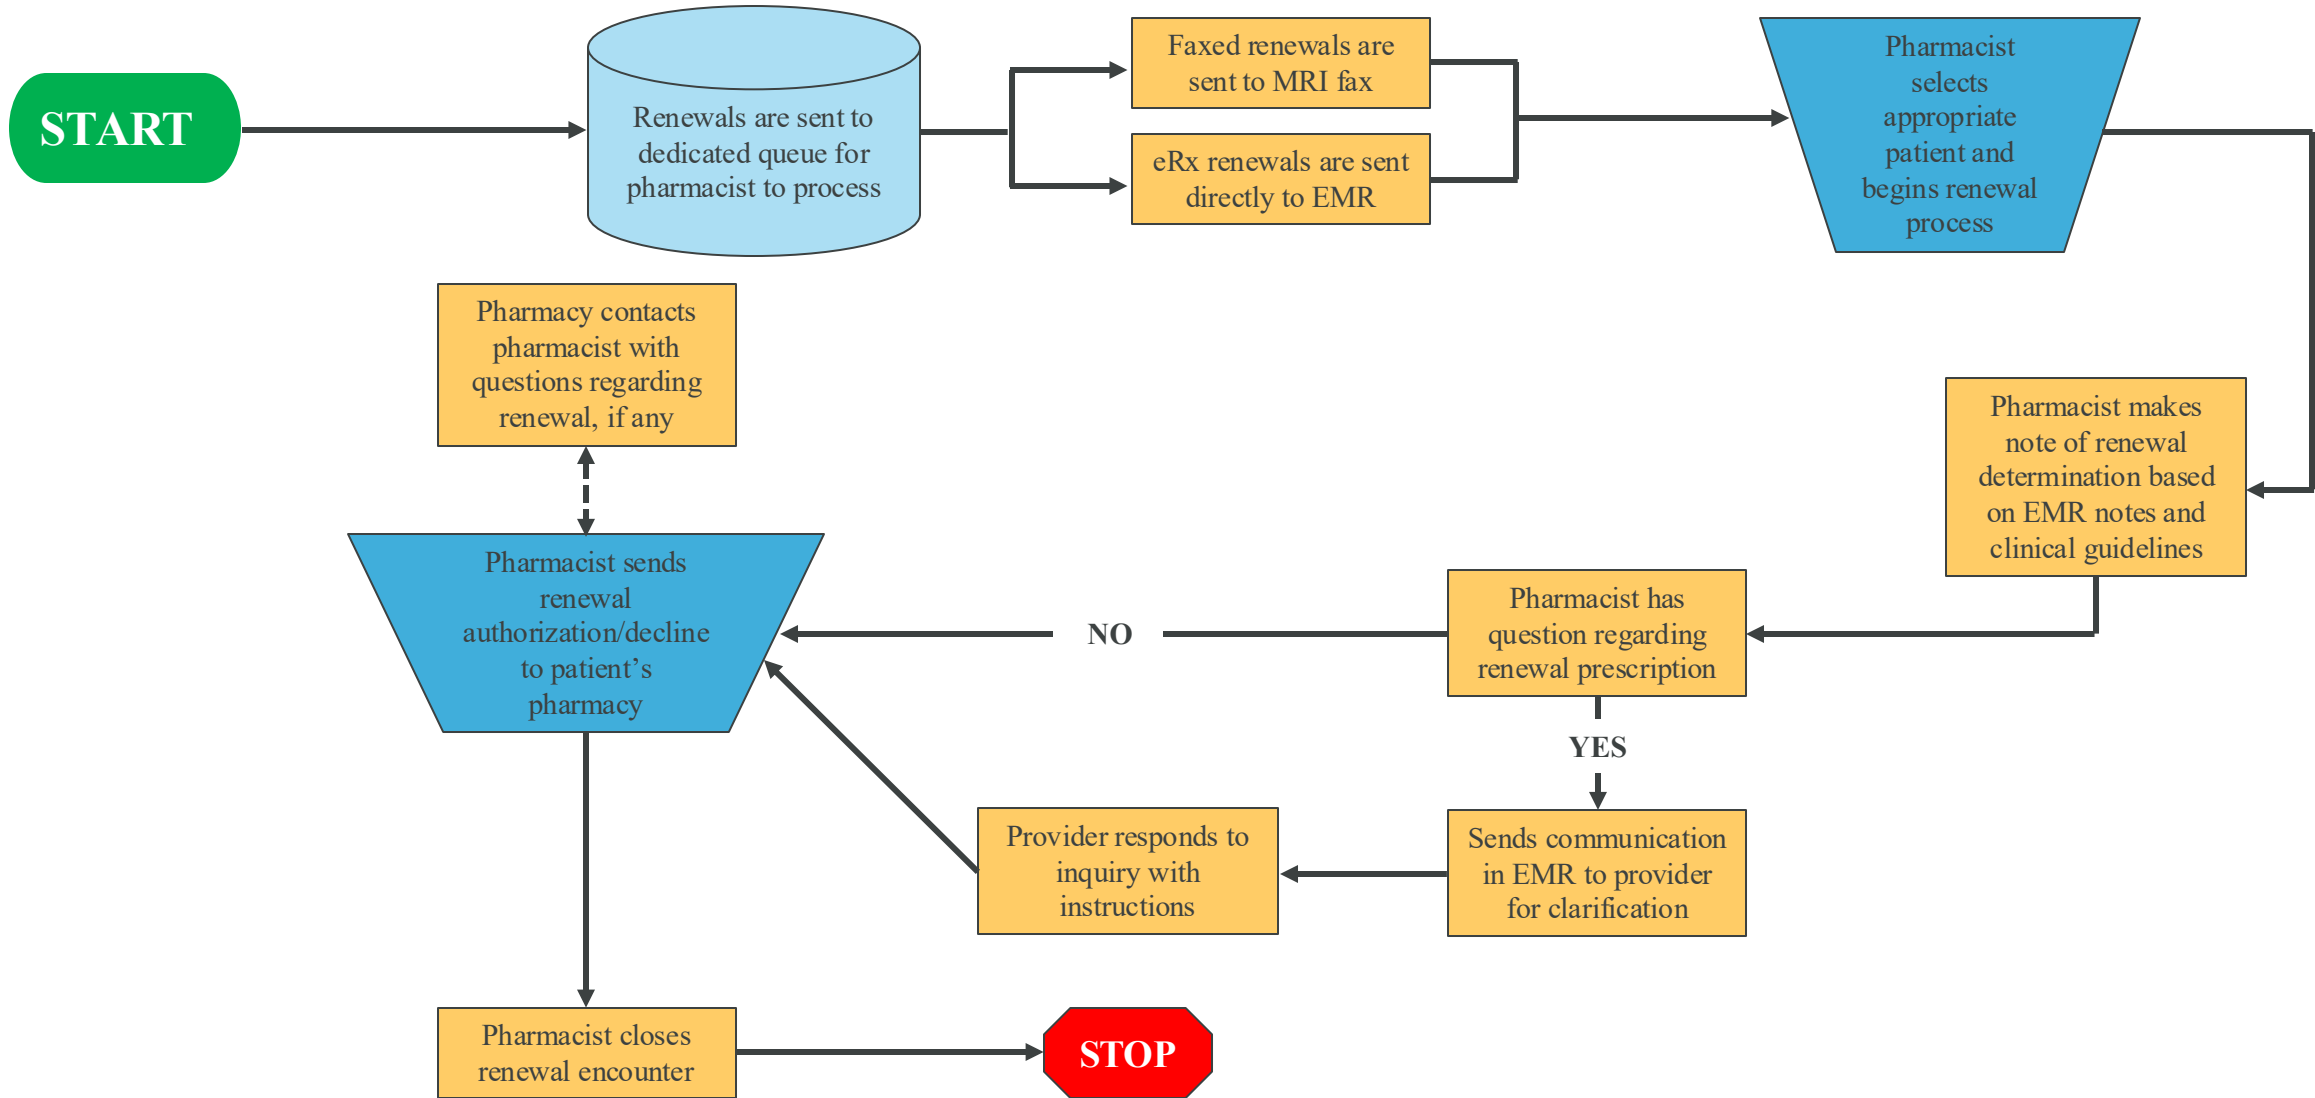 START
Renewals are sent to
dedicated queue for
pharmacist to process
Faxed renewals are
sent to MRI fax
eRx renewals are sent
directly to EMR
Pharmacist
selects
appropriate
patient and
begins renewal
process
Pharmacist makes
note of renewal
determination based
on EMR notes and
clinical guidelines
Pharmacist has
question regarding
renewal prescription
NO
YES
Sends communication
in EMR to provider
for clarification
Provider responds to
inquiry with
instructions
Pharmacy contacts
pharmacist with
questions regarding
renewal, if any
Pharmacist sends
renewal
authorization/decline
to patient’s
pharmacy
Pharmacist closes
renewal encounter
STOP